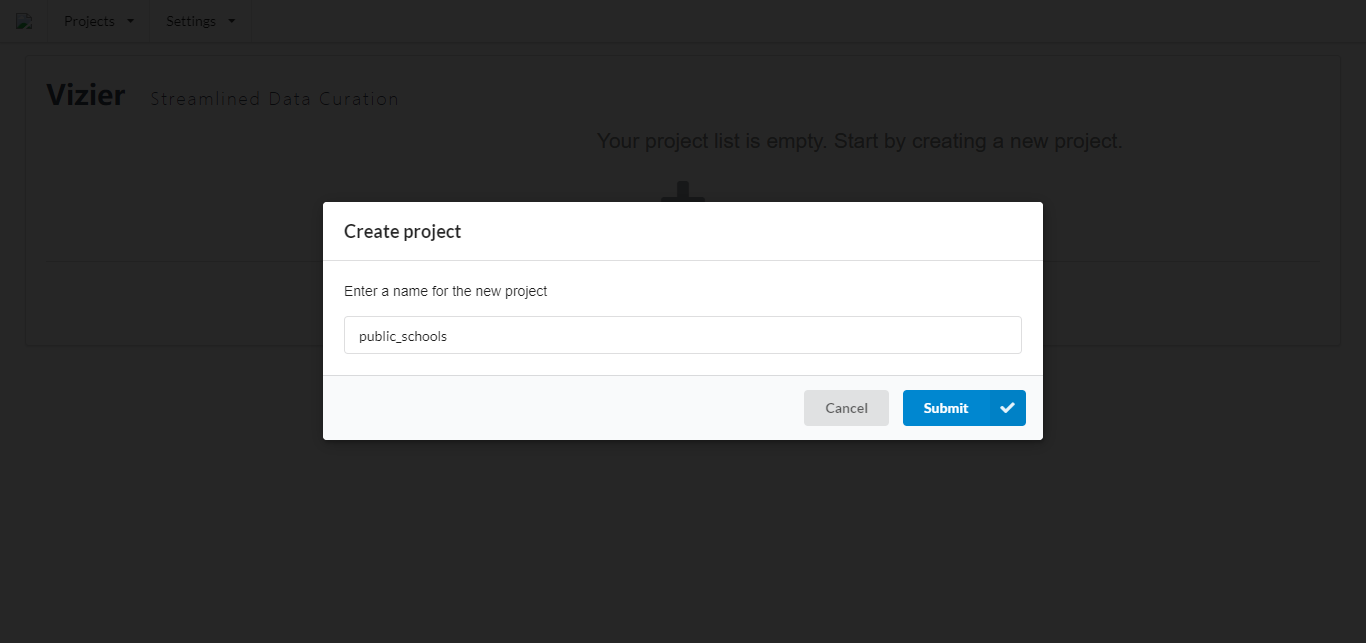 Projects Settings
Vizier Streamlined Data Curation
Your project list is empty. Start by creating a new project.
Create project
Enter a name for the new project
public_schools
Cancel Submit